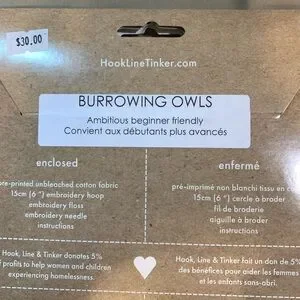 $30.00
HookLineTinker.com
BURROWING OWLS
Ambitious beginner friendly
Convient aux débutants plus avancés
enclosed
pre-printed unbleached cotton fabric
15cm (6 ") embroidery hoop
embroidery floss
embroidery needle
instructions
enfermé
pré-imprimé non blanchi tissu en
15cm (6 ") cercle à broder
fil de broderie
aiguille à broder
instructions
Hook, Line & Tinker donates 5%
of profits to help women and children
experiencing homelessness.
Hook, Line & Tinker fait un don de 5%
des bénéfices pour aider les femmes
et les enfants sans-abri.